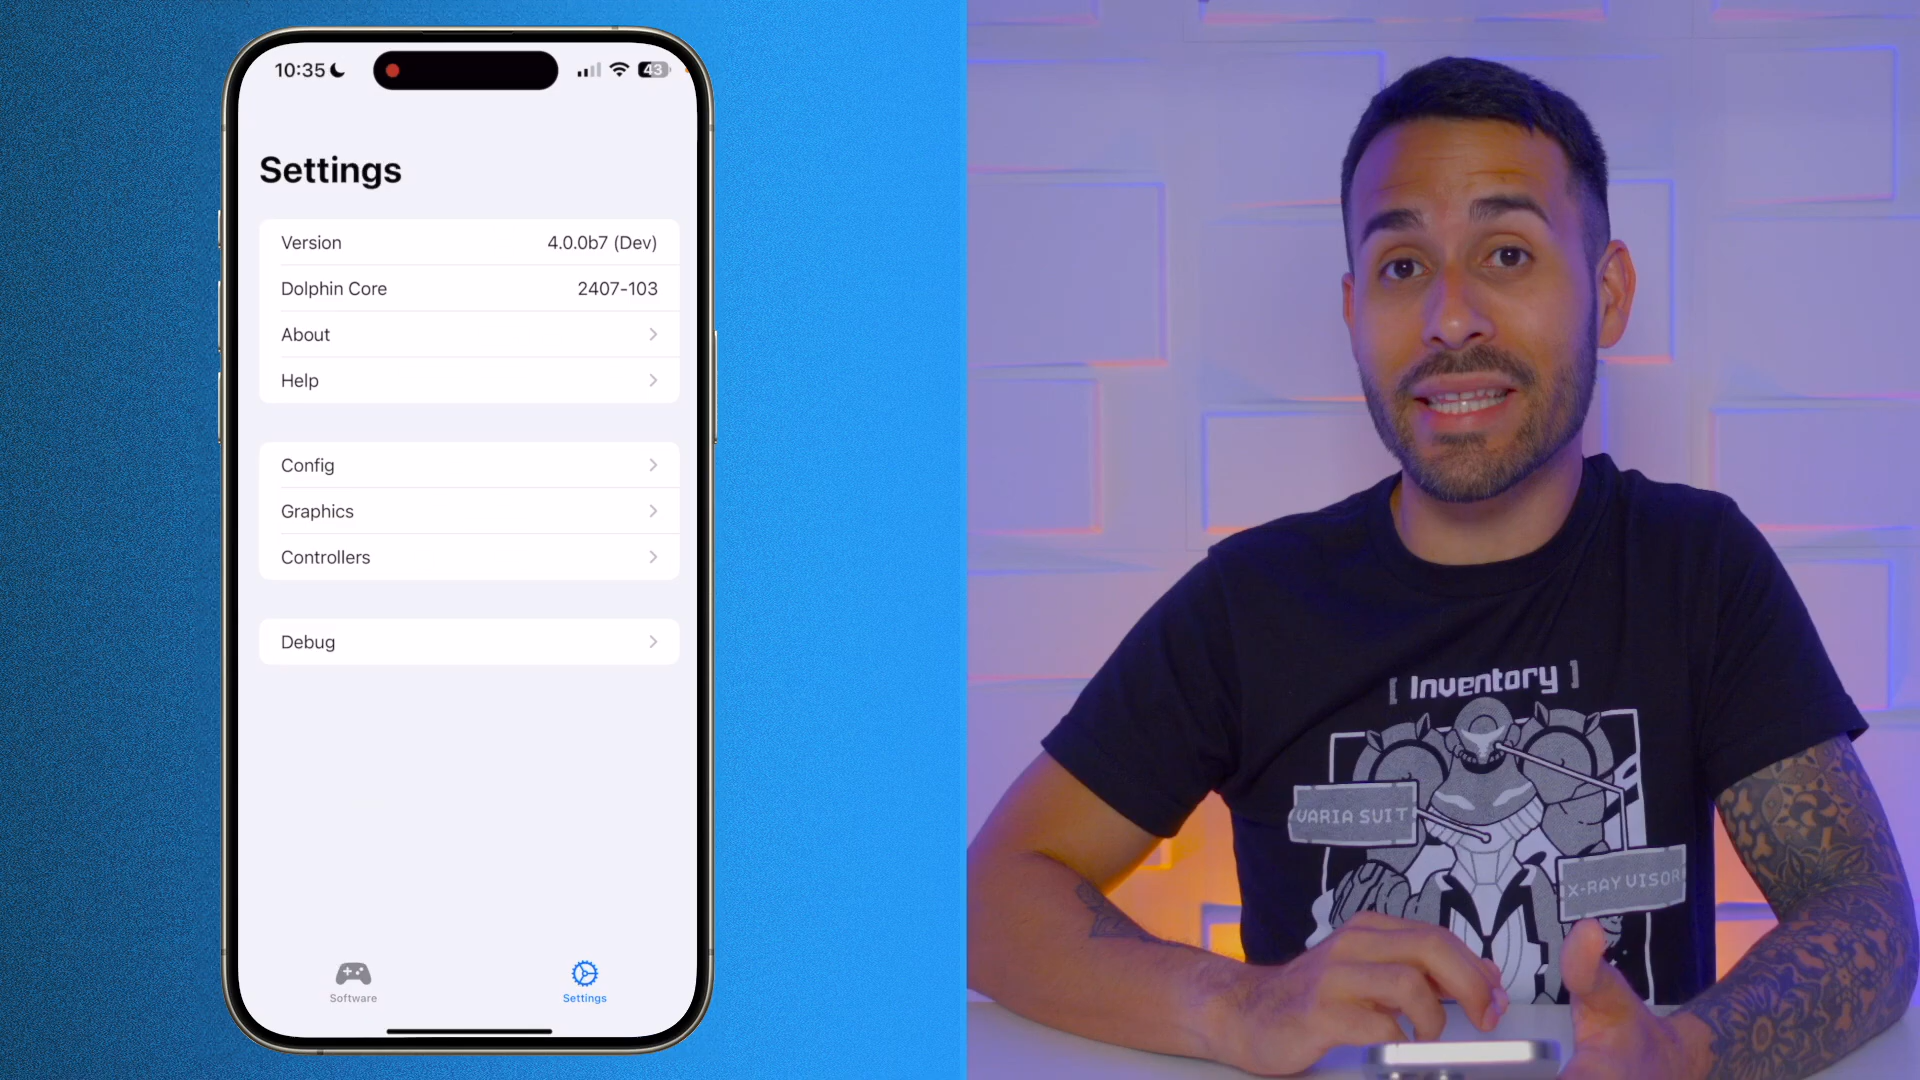 10:35
43
Settings
Version 4.0.0b7 (Dev)
Dolphin Core 2407-103
About
Help
Config
Graphics
Controllers
Debug
Software
Settings
[ Inventory ]
VARIA SUIT
X-RAY VISOR